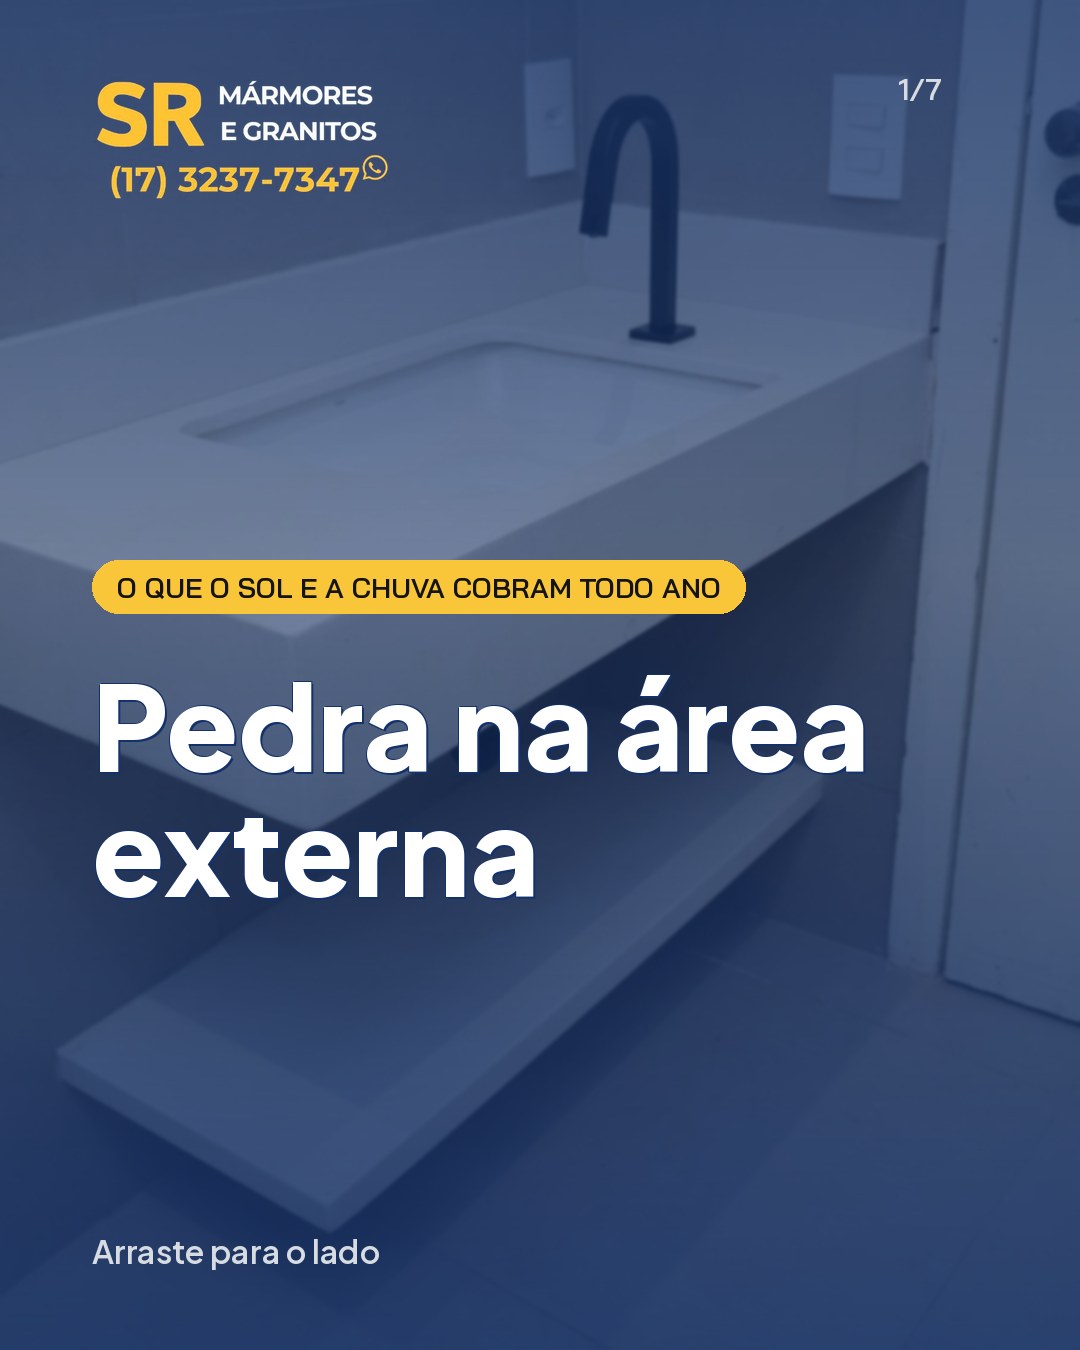 SR MÁRMORES
E GRANITOS
(17) 3237-7347
1/7
O QUE O SOL E A CHUVA COBRAM TODO ANO
Pedra na área
externa
Arraste para o lado